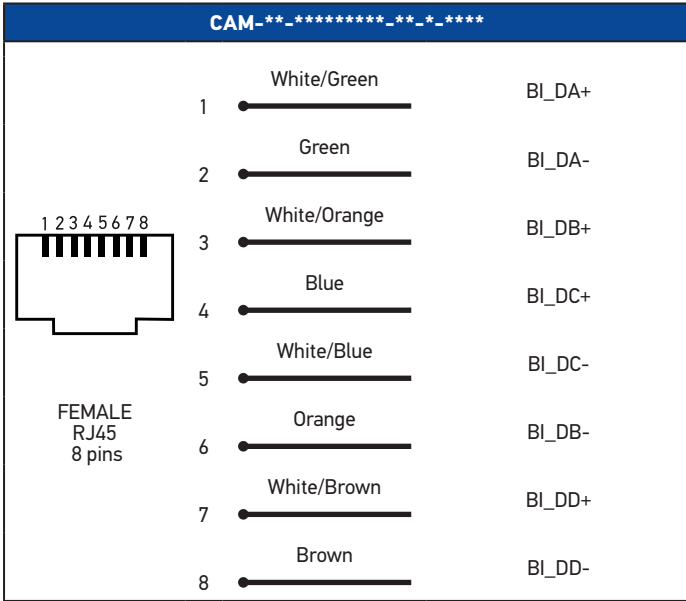 CAM-**-*********-**-*-****
1 White/Green BI_DA+
2 Green BI_DA-
1 2 3 4 5 6 7 8
3 White/Orange BI_DB+
4 Blue BI_DC+
5 White/Blue BI_DC-
FEMALE
RJ45
8 pins
6 Orange BI_DB-
7 White/Brown BI_DD+
8 Brown BI_DD-